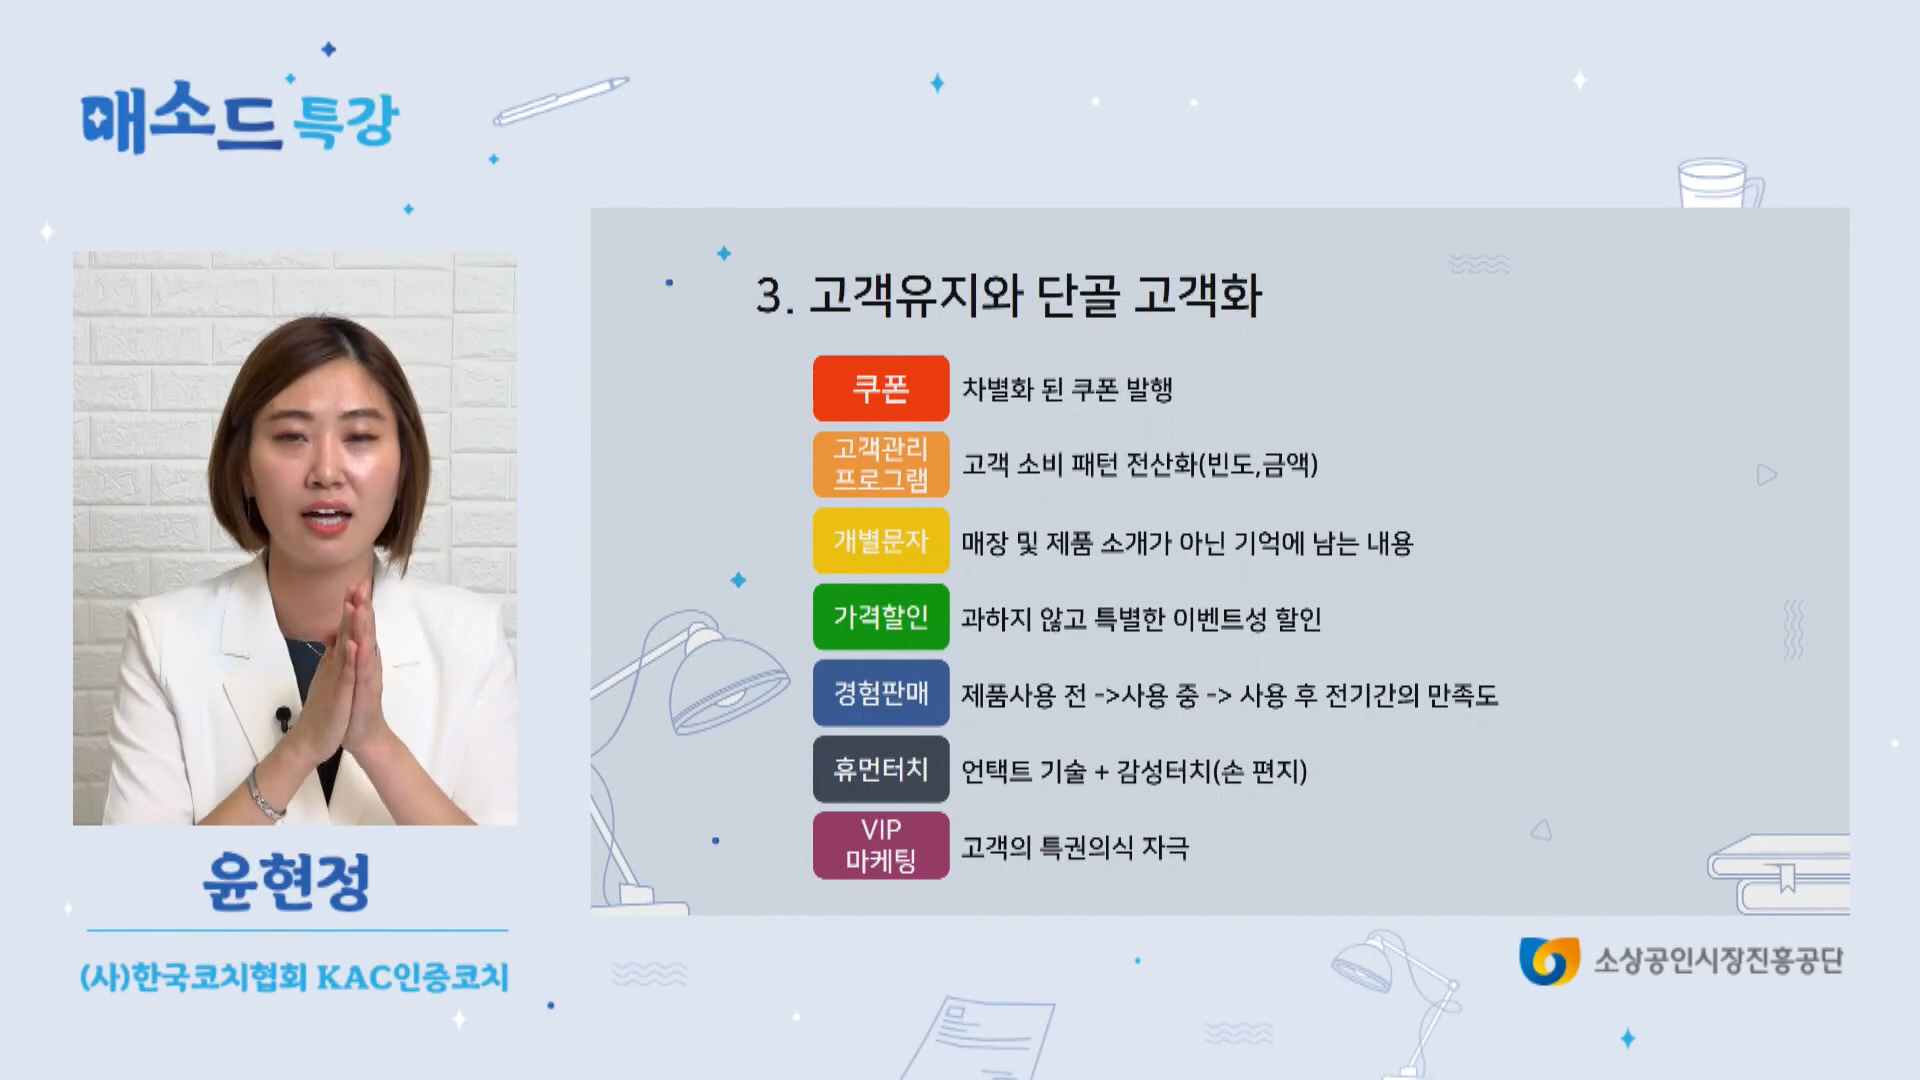 매소드 특강
3. 고객유지와 단골 고객화
쿠폰 차별화 된 쿠폰 발행
고객관리
프로그램 고객 소비 패턴 전산화(빈도,금액)
개별문자 매장 및 제품 소개가 아닌 기억에 남는 내용
가격할인 과하지 않고 특별한 이벤트성 할인
경험판매 제품사용 전 ->사용 중 -> 사용 후 전기간의 만족도
휴먼터치 언택트 기술 + 감성터치(손 편지)
VIP
마케팅 고객의 특권의식 자극
윤현정
(사)한국코치협회 KAC인증코치
소상공인시장진흥공단